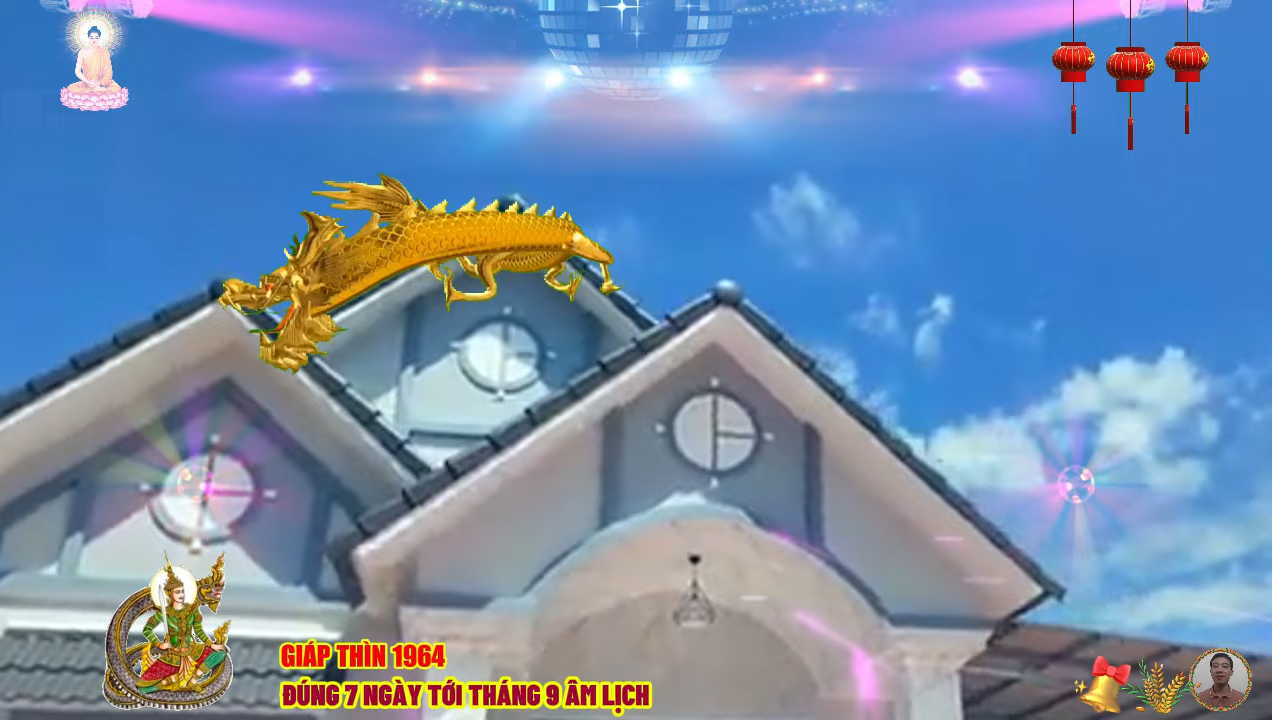 GIÁP THÌN 1964
ĐÚNG 7 NGÀY TỚI THÁNG 9 ÂM LỊCH